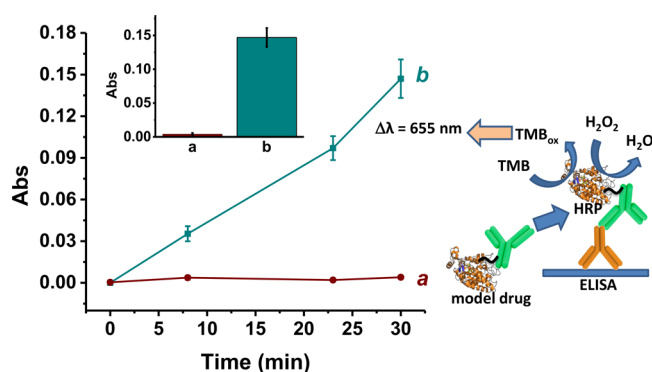 Abs
0.15
0.10
0.05
0.00
a
b
Abs
0.18
0.15
0.12
0.09
0.06
0.03
0.00
b
a
0
5
10
15
20
25
30
Time (min)
Δλ = 655 nm
TMBox
TMB
H2O2
H2O
HRP
model drug
ELISA